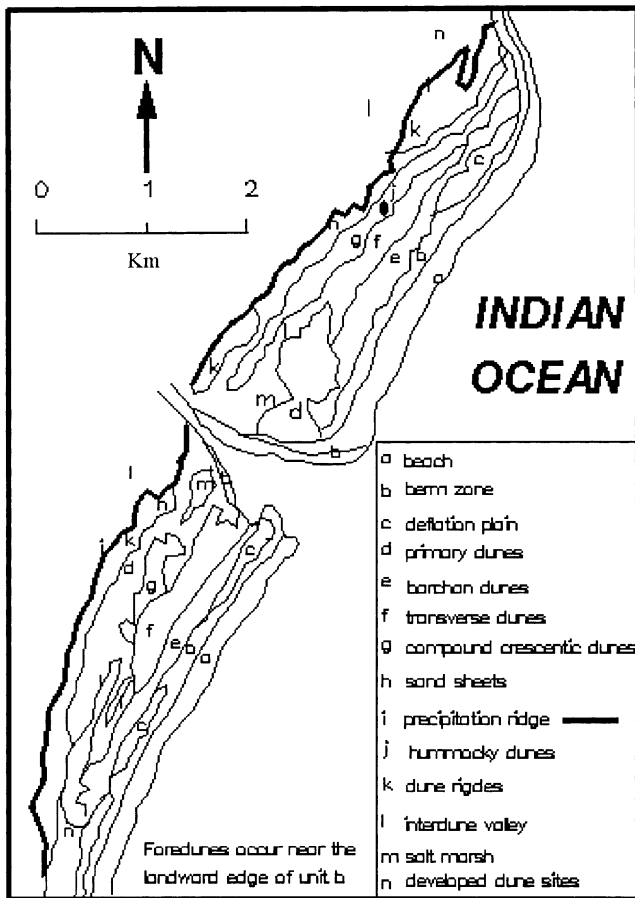 n
N
l
k
c
0 1 2
j
h
g f
e b
a
Km
INDIAN
OCEAN
k
m
d
b
l
m b
h
k
j
d
c
g
f
e b a
c
n
Foredunes occur near the
landward edge of unit b
a beach
b berm zone
c deflation plain
d primary dunes
e barchan dunes
f transverse dunes
g compound crescentic dunes
h sand sheets
i precipitation ridge
j hummocky dunes
k dune rigdes
l interdune valley
m salt marsh
n developed dune sites